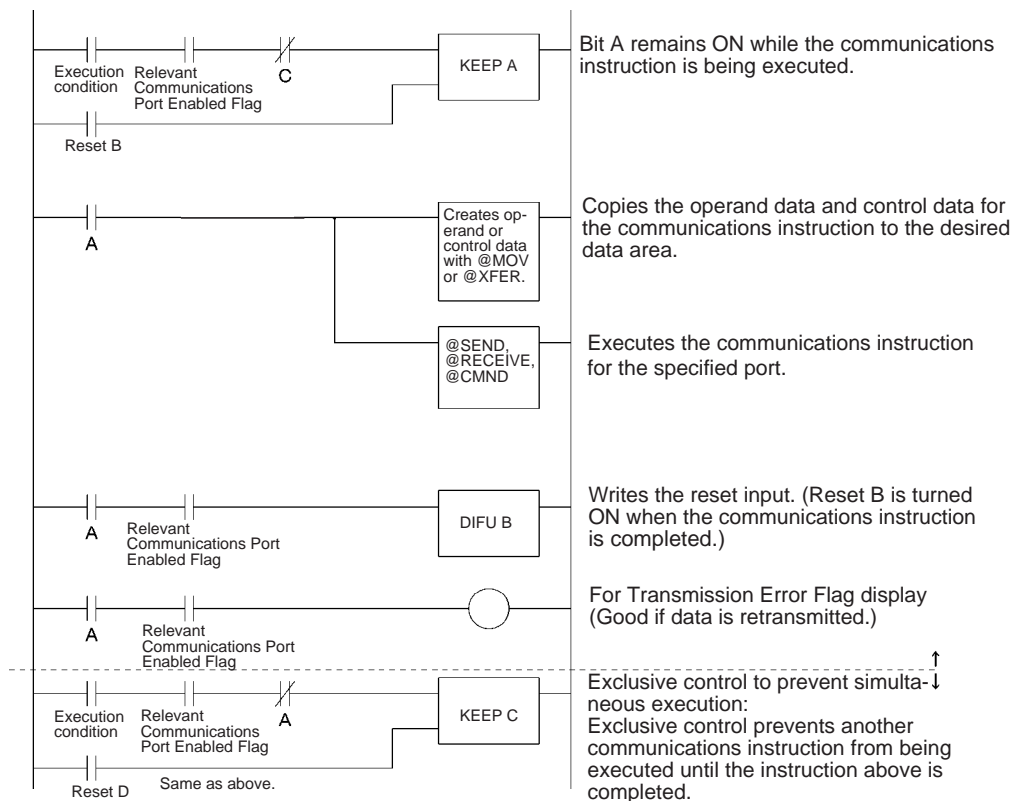 Execution condition
Relevant Communications Port Enabled Flag
C
KEEP A
Bit A remains ON while the communications
instruction is being executed.
Reset B
A
Creates op-
erand or
control data
with @MOV
or @XFER.
Copies the operand data and control data for
the communications instruction to the desired
data area.
@SEND,
@RECEIVE,
@CMND
Executes the communications instruction
for the specified port.
A
Relevant
Communications Port
Enabled Flag
DIFU B
Writes the reset input. (Reset B is turned
ON when the communications instruction
is completed.)
A
Relevant
Communications Port
Enabled Flag
For Transmission Error Flag display
(Good if data is retransmitted.)
Execution
condition
Relevant
Communications
Port Enabled Flag
A
KEEP C
Exclusive control to prevent simulta-
neous execution:
Exclusive control prevents another
communications instruction from being
executed until the instruction above is
completed.
Reset D
Same as above.